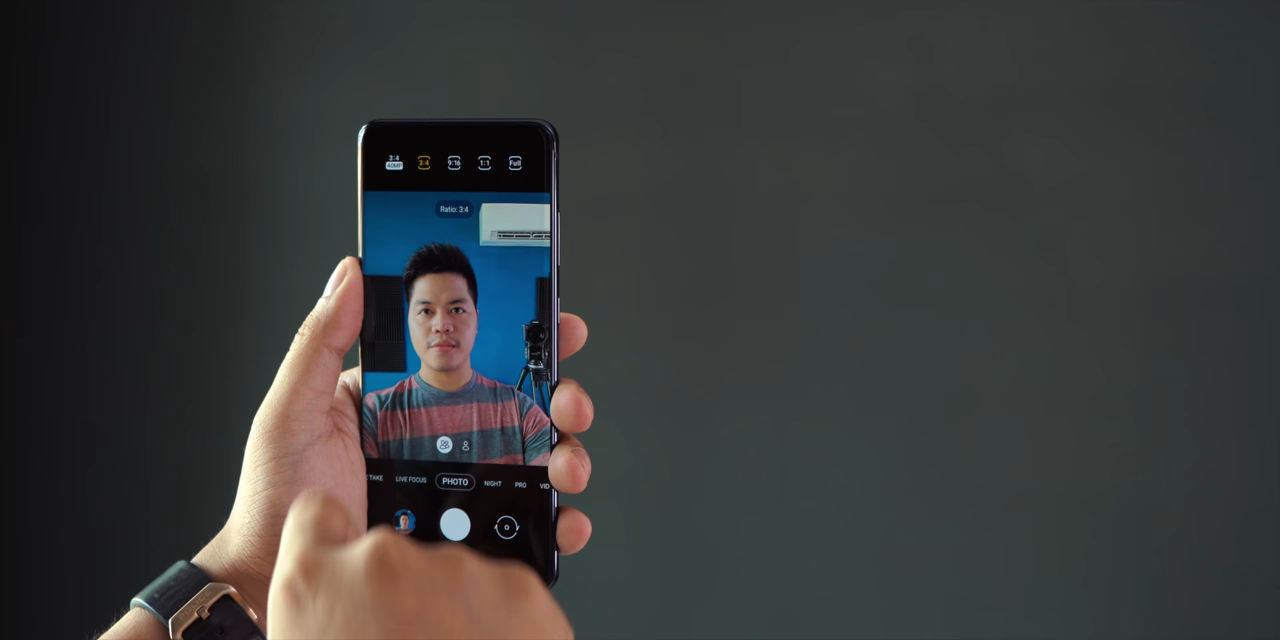 3:4 3:4 9:16 1:1 Full
40MP
Ratio: 3:4
TAKE LIVE FOCUS PHOTO NIGHT PRO VID